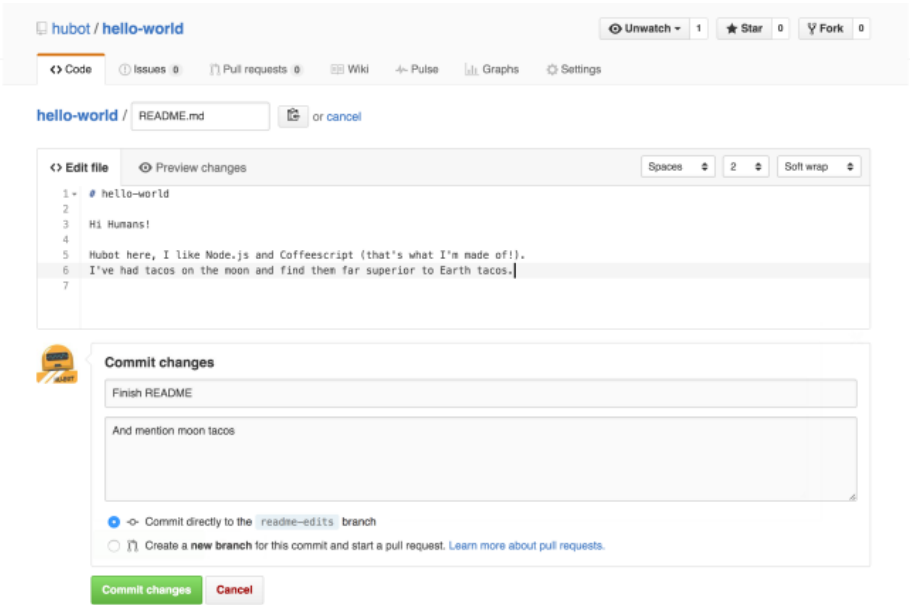 hubot / hello-world
Unwatch 1 Star 0 Fork 0
Code Issues 0 Pull requests 0 Wiki Pulse Graphs Settings
hello-world / README.md or cancel
Edit file Preview changes Spaces 2 Soft wrap
1 # hello-world
2
3 Hi Humans!
4
5 Hubot here, I like Node.js and Coffeescript (that's what I'm made of!).
6 I've had tacos on the moon and find them far superior to Earth tacos.
7
HUBOT
Commit changes
Finish README
And mention moon tacos
Commit directly to the readme-edits branch
Create a new branch for this commit and start a pull request. Learn more about pull requests.
Commit changes Cancel